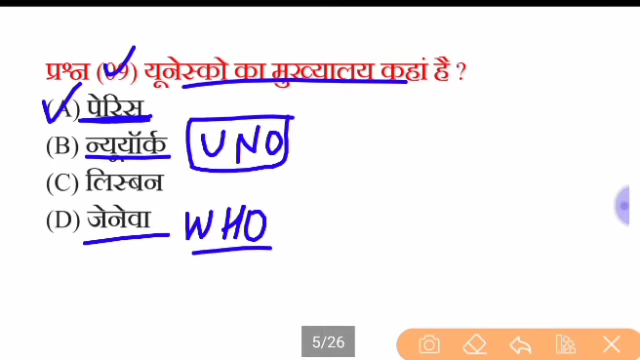 प्रश्न (09) यूनेस्को का मुख्यालय कहां है ?
(A) पेरिस
(B) न्यूयॉर्क UNO
(C) लिस्बन
(D) जेनेवा WHO
5/26